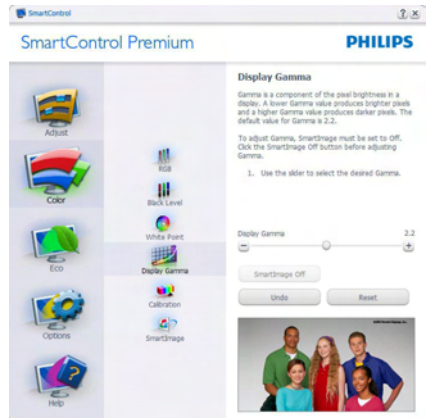 SmartControl
SmartControl Premium
PHILIPS
Adjust
Color
Eco
Options
Help
RGB
Black Level
White Point
Display Gamma
Calibration
SmartImage
Display Gamma
Gamma is a component of the pixel brightness in a
display. A lower Gamma value produces brighter pixels
and a higher Gamma value produces darker pixels. The
default value for Gamma is 2.2.
To adjust Gamma, SmartImage must be set to Off.
Click the SmartImage Off button before adjusting
Gamma.
1. Use the slider to select the desired Gamma.
Display Gamma 2.2
SmartImage Off
Undo Reset